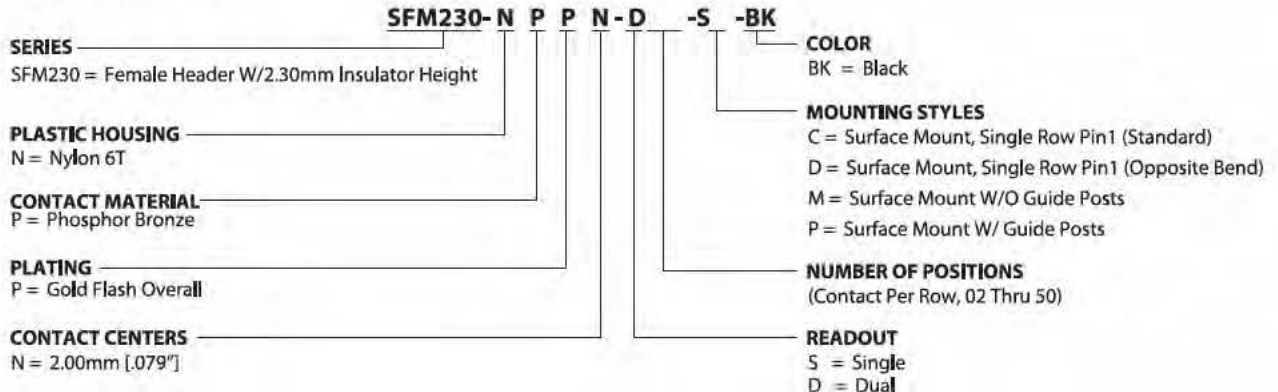 SFM230- N P P N - D -S -BK
SERIES
SFM230 = Female Header W/2.30mm Insulator Height
PLASTIC HOUSING
N = Nylon 6T
CONTACT MATERIAL
P = Phosphor Bronze
PLATING
P = Gold Flash Overall
CONTACT CENTERS
N = 2.00mm [.079"]
COLOR
BK = Black
MOUNTING STYLES
C = Surface Mount, Single Row Pin1 (Standard)
D = Surface Mount, Single Row Pin1 (Opposite Bend)
M = Surface Mount W/O Guide Posts
P = Surface Mount W/ Guide Posts
NUMBER OF POSITIONS
(Contact Per Row, 02 Thru 50)
READOUT
S = Single
D = Dual